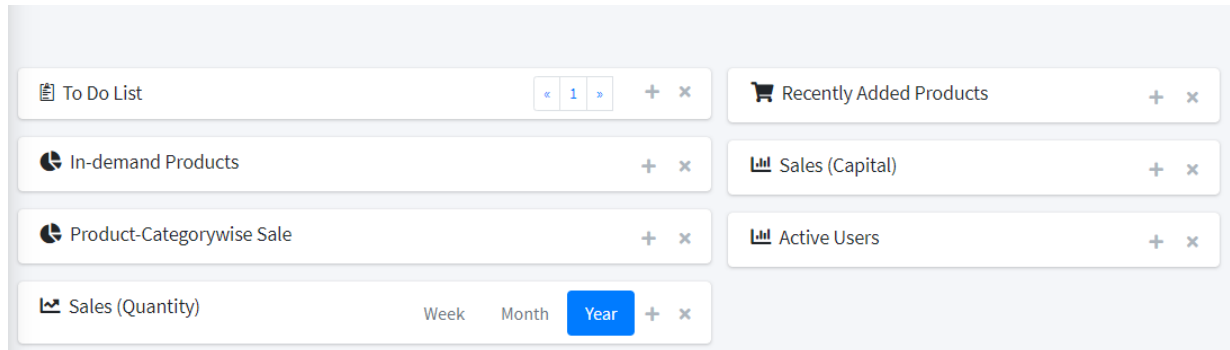 To Do List
« 1 »
In-demand Products
Product-Categorywise Sale
Sales (Quantity)
Week Month Year
Recently Added Products
Sales (Capital)
Active Users